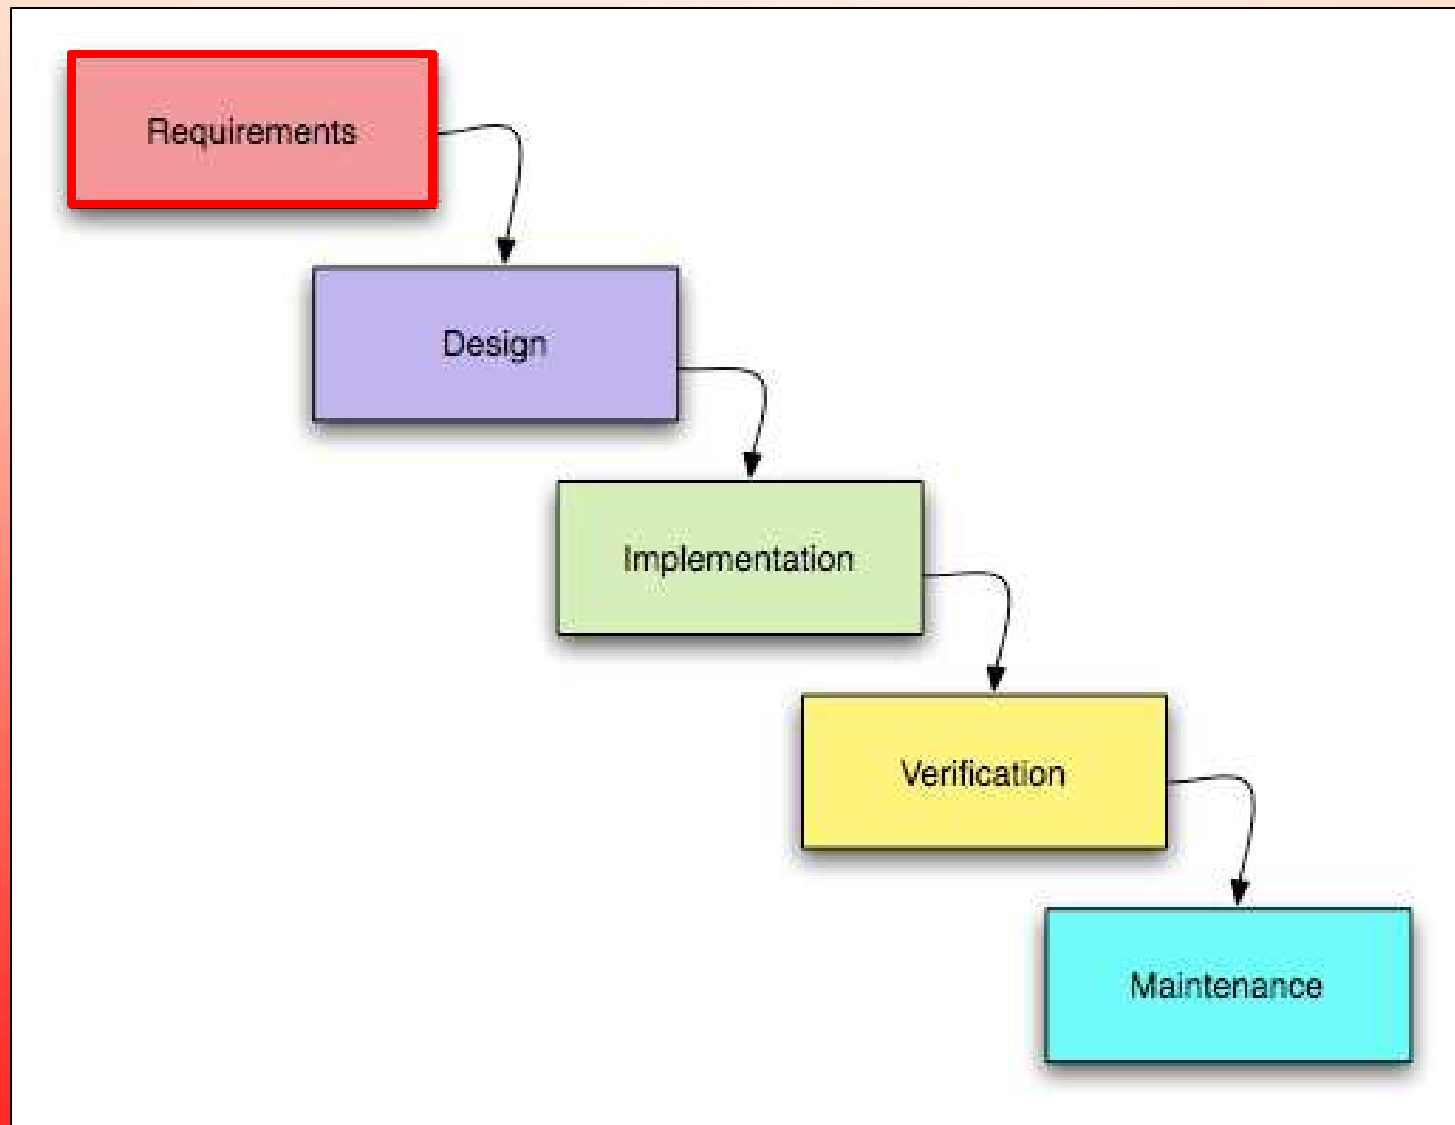 Requirements
Design
Implementation
Verification
Maintenance